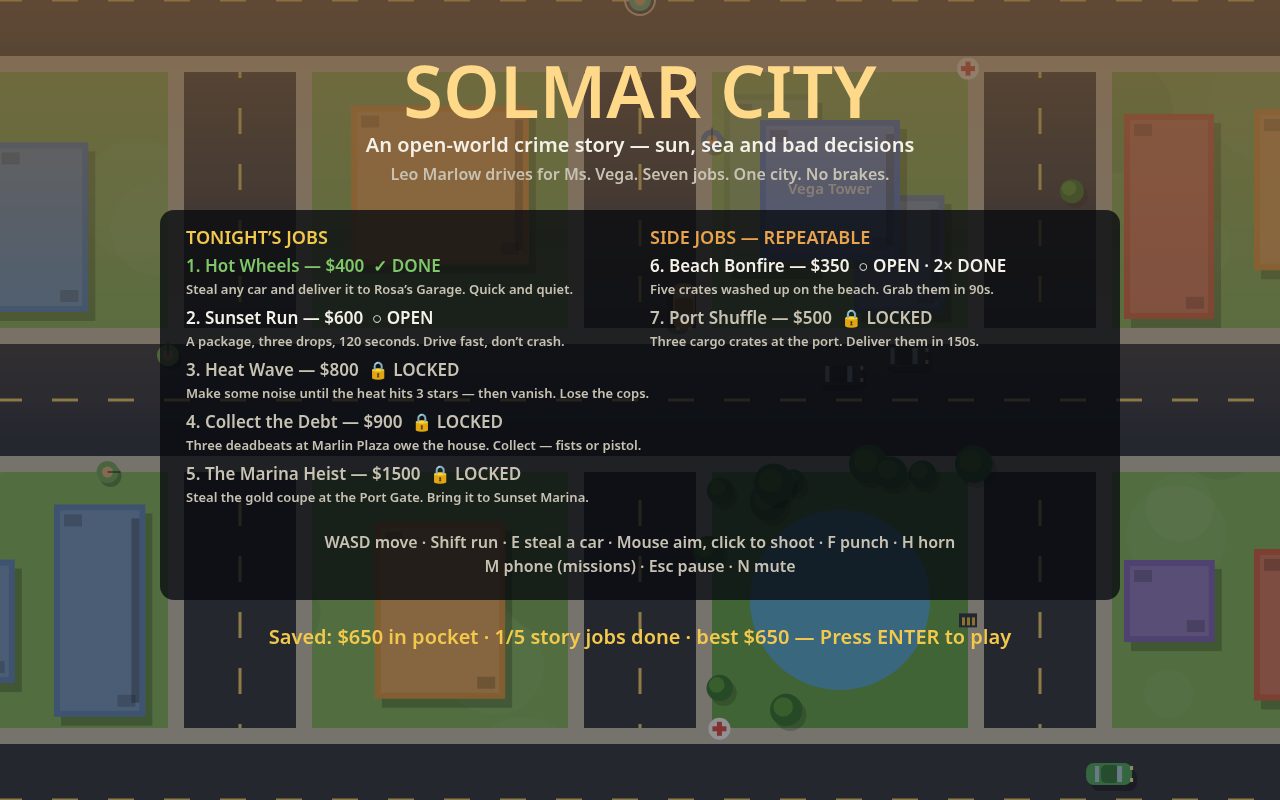 SOLMAR CITY
An open-world crime story — sun, sea and bad decisions
Leo Marlow drives for Ms. Vega. Seven jobs. One city. No brakes.
Vega Tower
TONIGHT’S JOBS
1. Hot Wheels — $400 ✓ DONE
Steal any car and deliver it to Rosa’s Garage. Quick and quiet.
2. Sunset Run — $600 ○ OPEN
A package, three drops, 120 seconds. Drive fast, don’t crash.
3. Heat Wave — $800 🔒 LOCKED
Make some noise until the heat hits 3 stars — then vanish. Lose the cops.
4. Collect the Debt — $900 🔒 LOCKED
Three deadbeats at Marlin Plaza owe the house. Collect — fists or pistol.
5. The Marina Heist — $1500 🔒 LOCKED
Steal the gold coupe at the Port Gate. Bring it to Sunset Marina.
SIDE JOBS — REPEATABLE
6. Beach Bonfire — $350 ○ OPEN · 2× DONE
Five crates washed up on the beach. Grab them in 90s.
7. Port Shuffle — $500 🔒 LOCKED
Three cargo crates at the port. Deliver them in 150s.
WASD move · Shift run · E steal a car · Mouse aim, click to shoot · F punch · H horn
M phone (missions) · Esc pause · N mute
Saved: $650 in pocket · 1/5 story jobs done · best $650 — Press ENTER to play